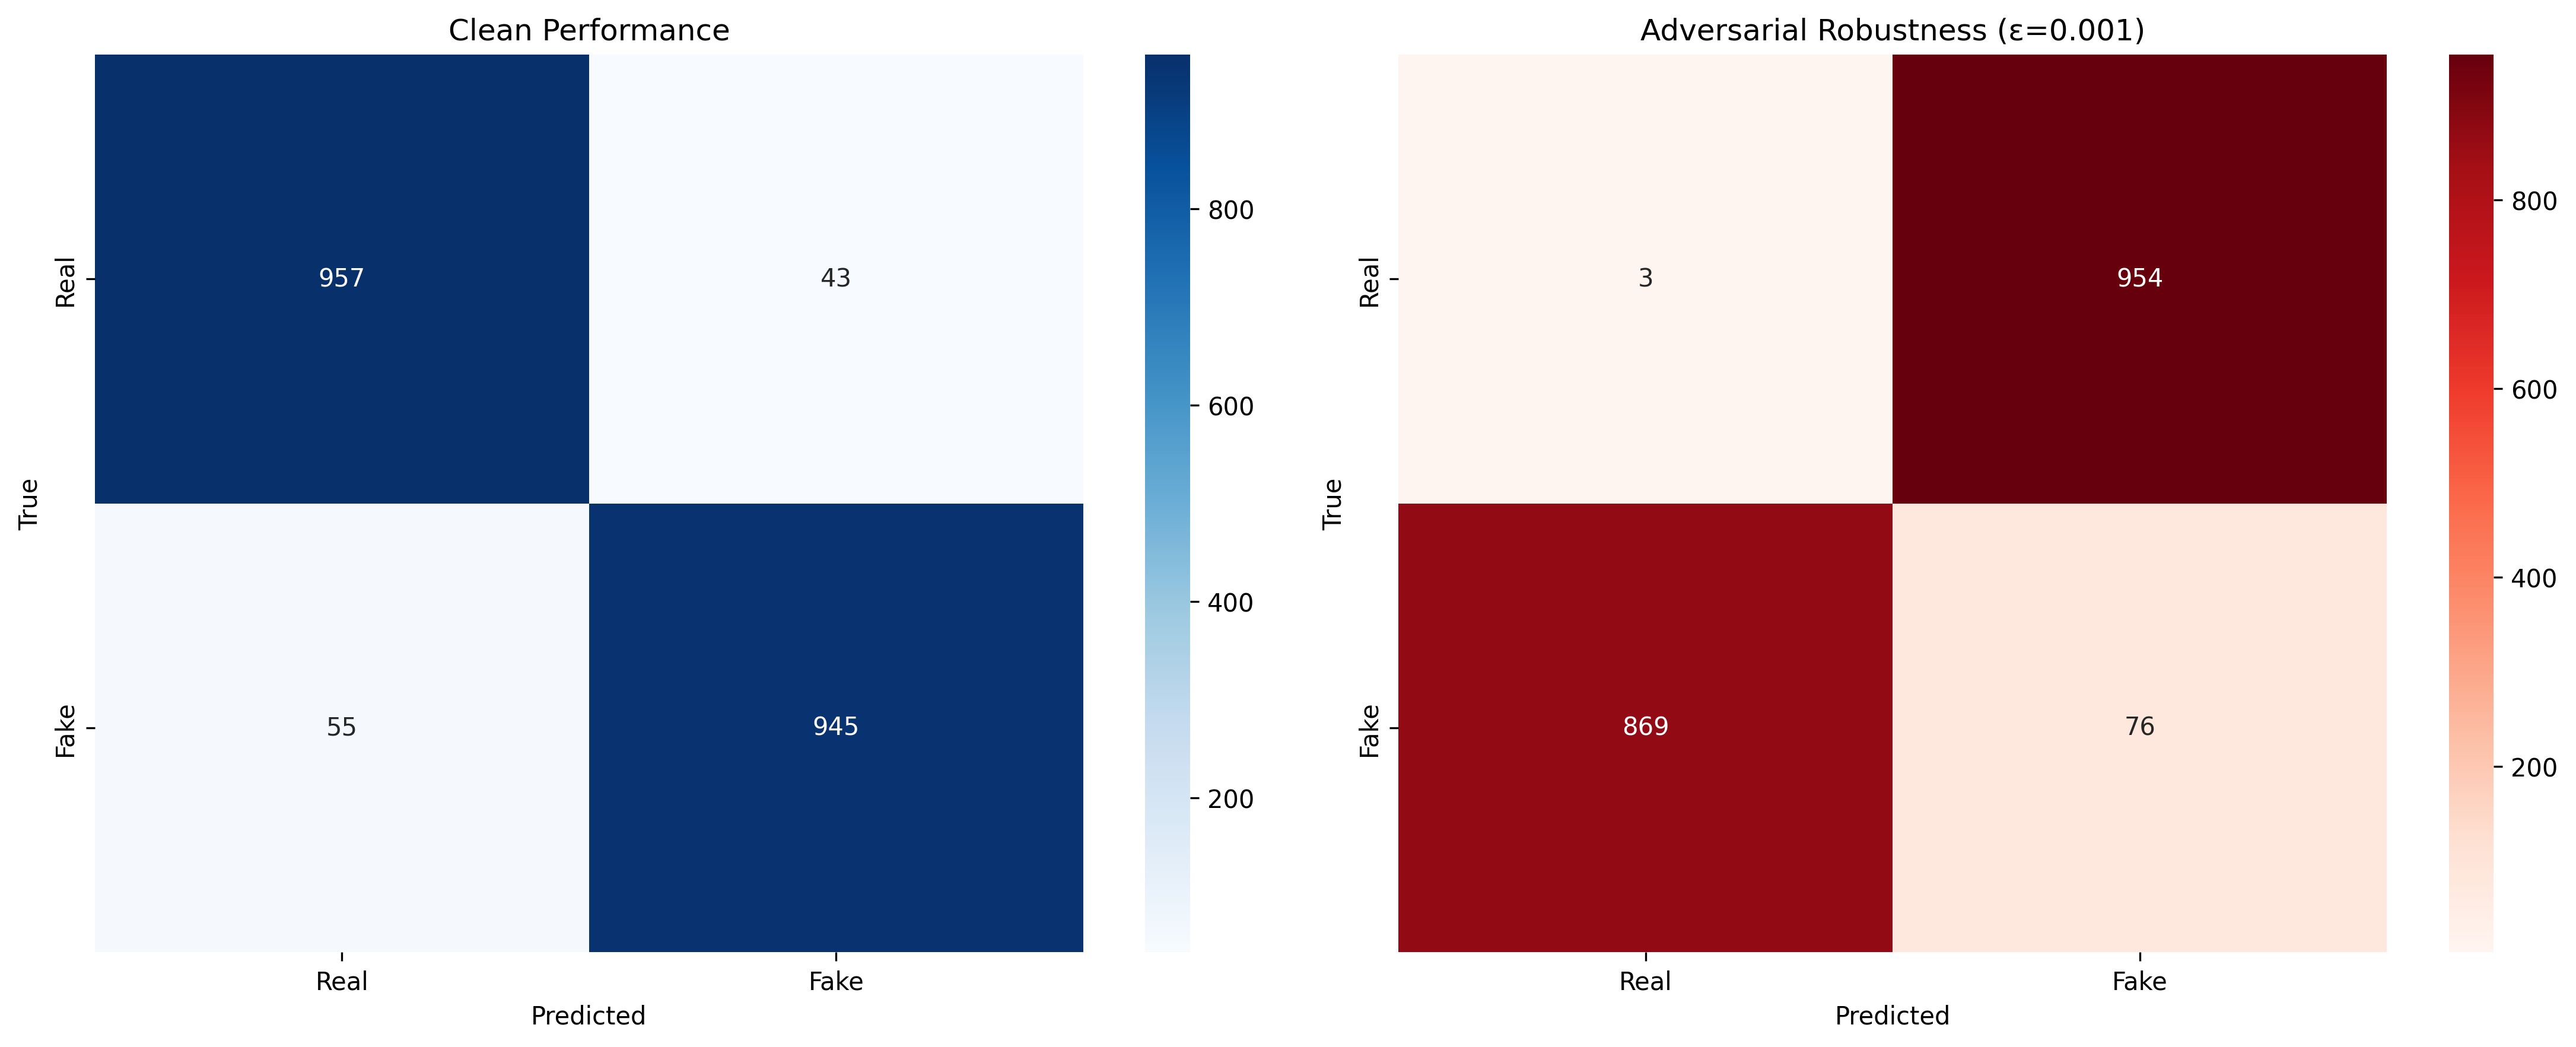 Clean Performance
Real
957
43
True
Fake
55
945
Real
Fake
Predicted
800
600
400
200
Adversarial Robustness (ε=0.001)
Real
3
954
True
Fake
869
76
Real
Fake
Predicted
800
600
400
200